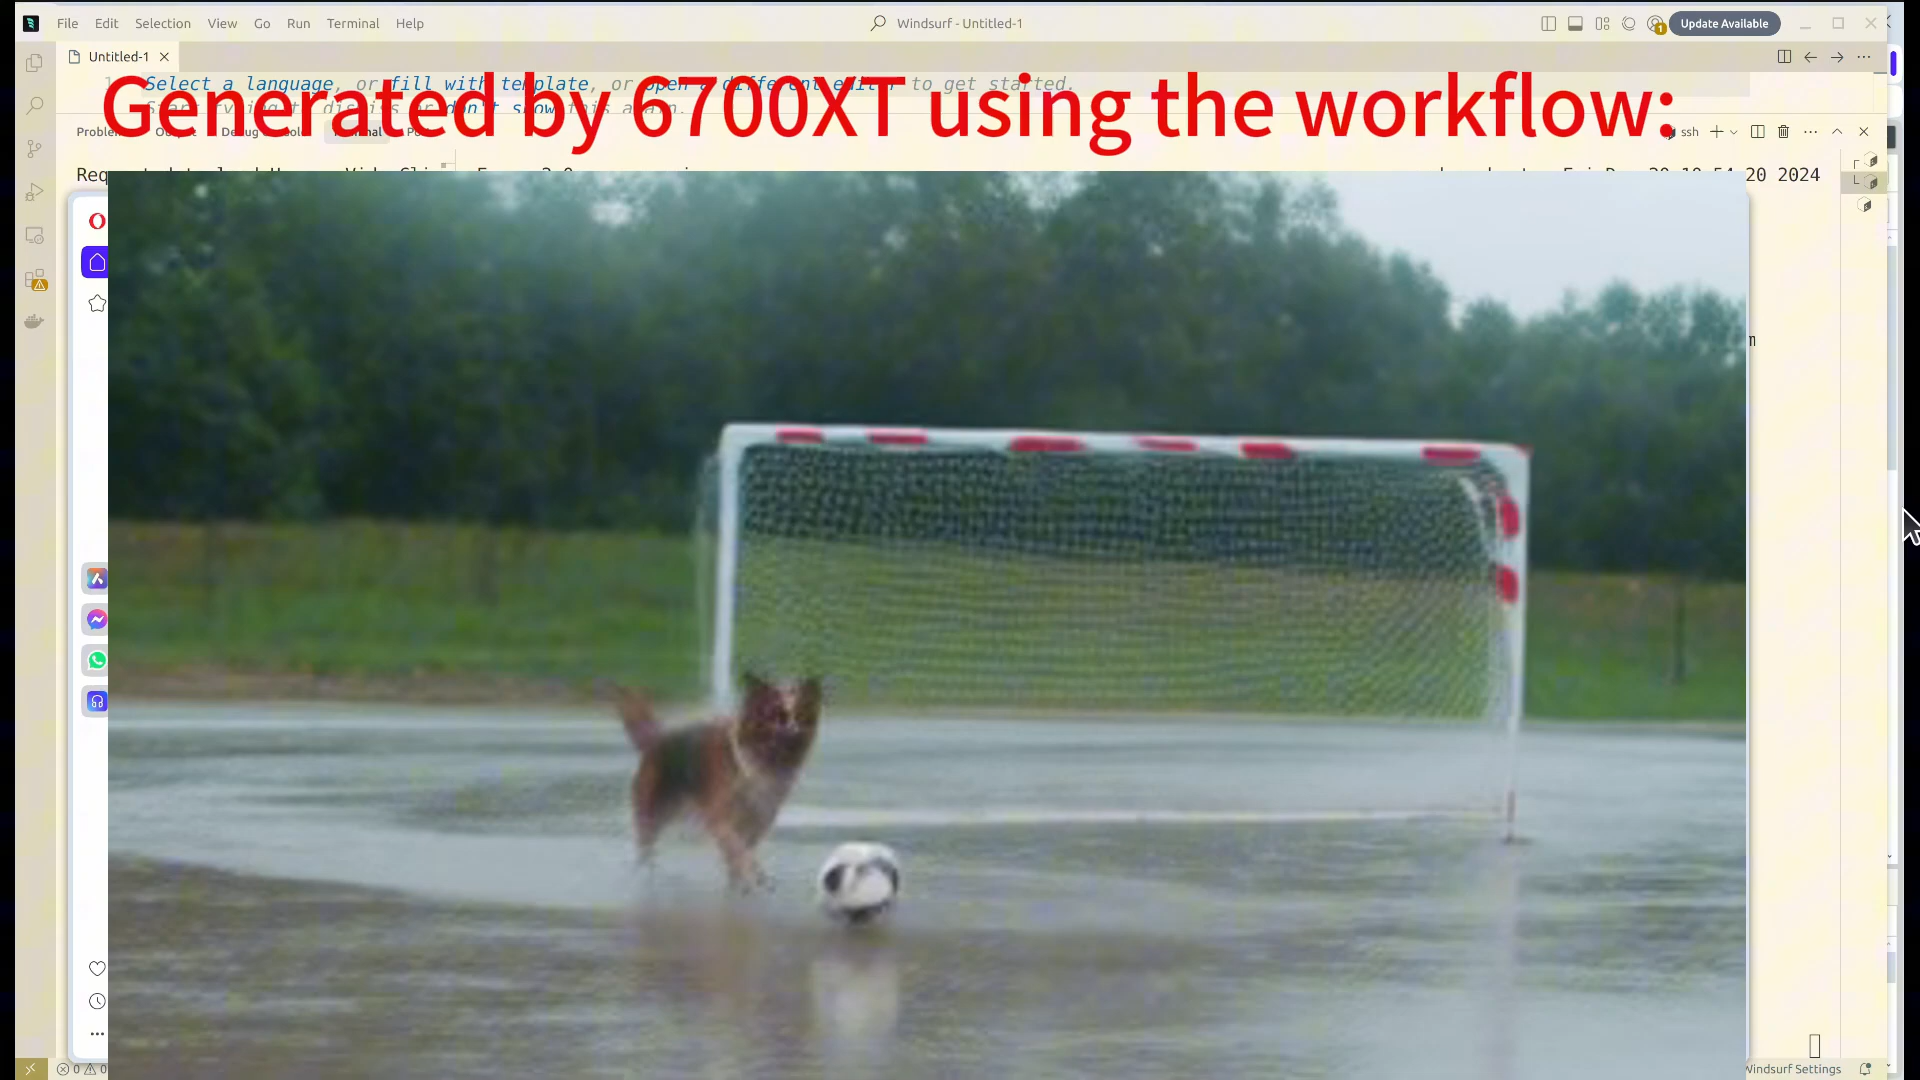 File Edit Selection View Go Run Terminal Help
Windsurf - Untitled-1
Update Available
Untitled-1
Select a language, or fill with template, or open a different editor to get started.
Generated by 6700XT using the workflow:
ssh
20 2024
0 0
Windsurf Settings